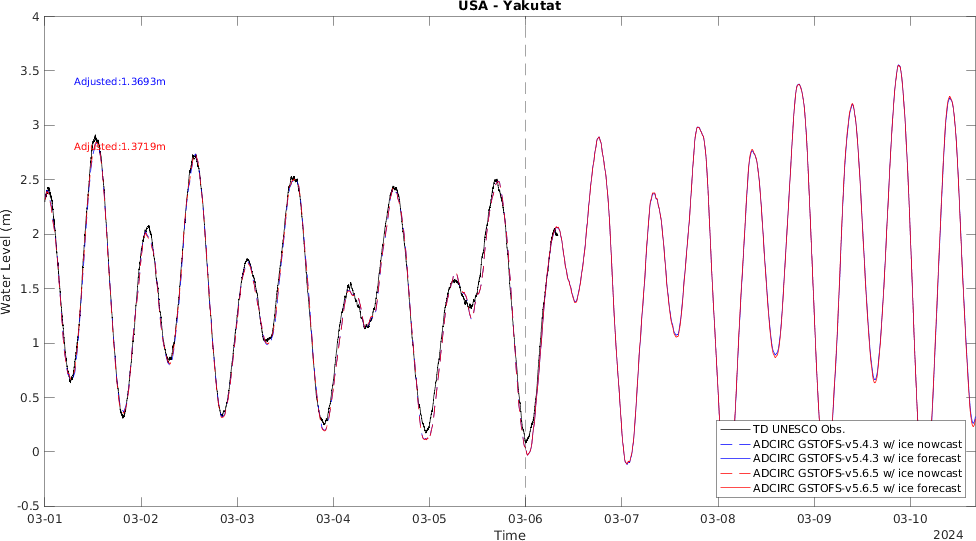 USA - Yakutat
4
3.5
3
2.5
2
1.5
1
0.5
0
-0.5
Water Level (m)
Adjusted:1.3693m
Adjusted:1.3719m
TD UNESCO Obs.
ADCIRC GSTOFS-v5.4.3 w/ ice nowcast
ADCIRC GSTOFS-v5.4.3 w/ ice forecast
ADCIRC GSTOFS-v5.6.5 w/ ice nowcast
ADCIRC GSTOFS-v5.6.5 w/ ice forecast
03-01 03-02 03-03 03-04 03-05 03-06 03-07 03-08 03-09 03-10
Time
2024